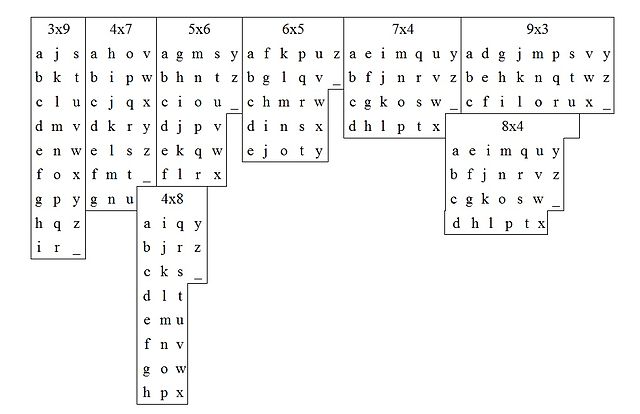 3x9
a j s
b k t
c l u
d m v
e n w
f o x
g p y
h q z
i r _
4x7
a h o v
b i p w
c j q x
d k r y
e l s z
f m t _
g n u
5x6
a g m s y
b h n t z
c i o u _
d j p v
e k q w
f l r x
6x5
a f k p u z
b g l q v _
c h m r w
d i n s x
e j o t y
7x4
a e i m q u y
b f j n r v z
c g k o s w _
d h l p t x
9x3
a d g j m p s v y
b e h k n q t w z
c f i l o r u x _
8x4
a e i m q u y
b f j n r v z
c g k o s w _
d h l p t x
4x8
a i q y
b j r z
c k s _
d l t
e m u
f n v
g o w
h p x